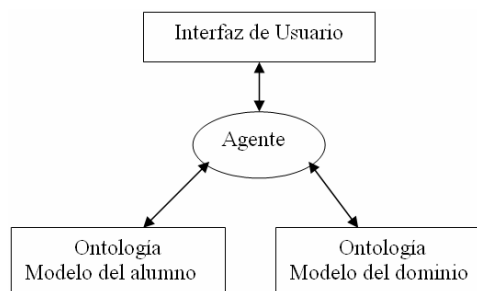 Interfaz de Usuario
Agente
Ontología
Modelo del alumno
Ontología
Modelo del dominio